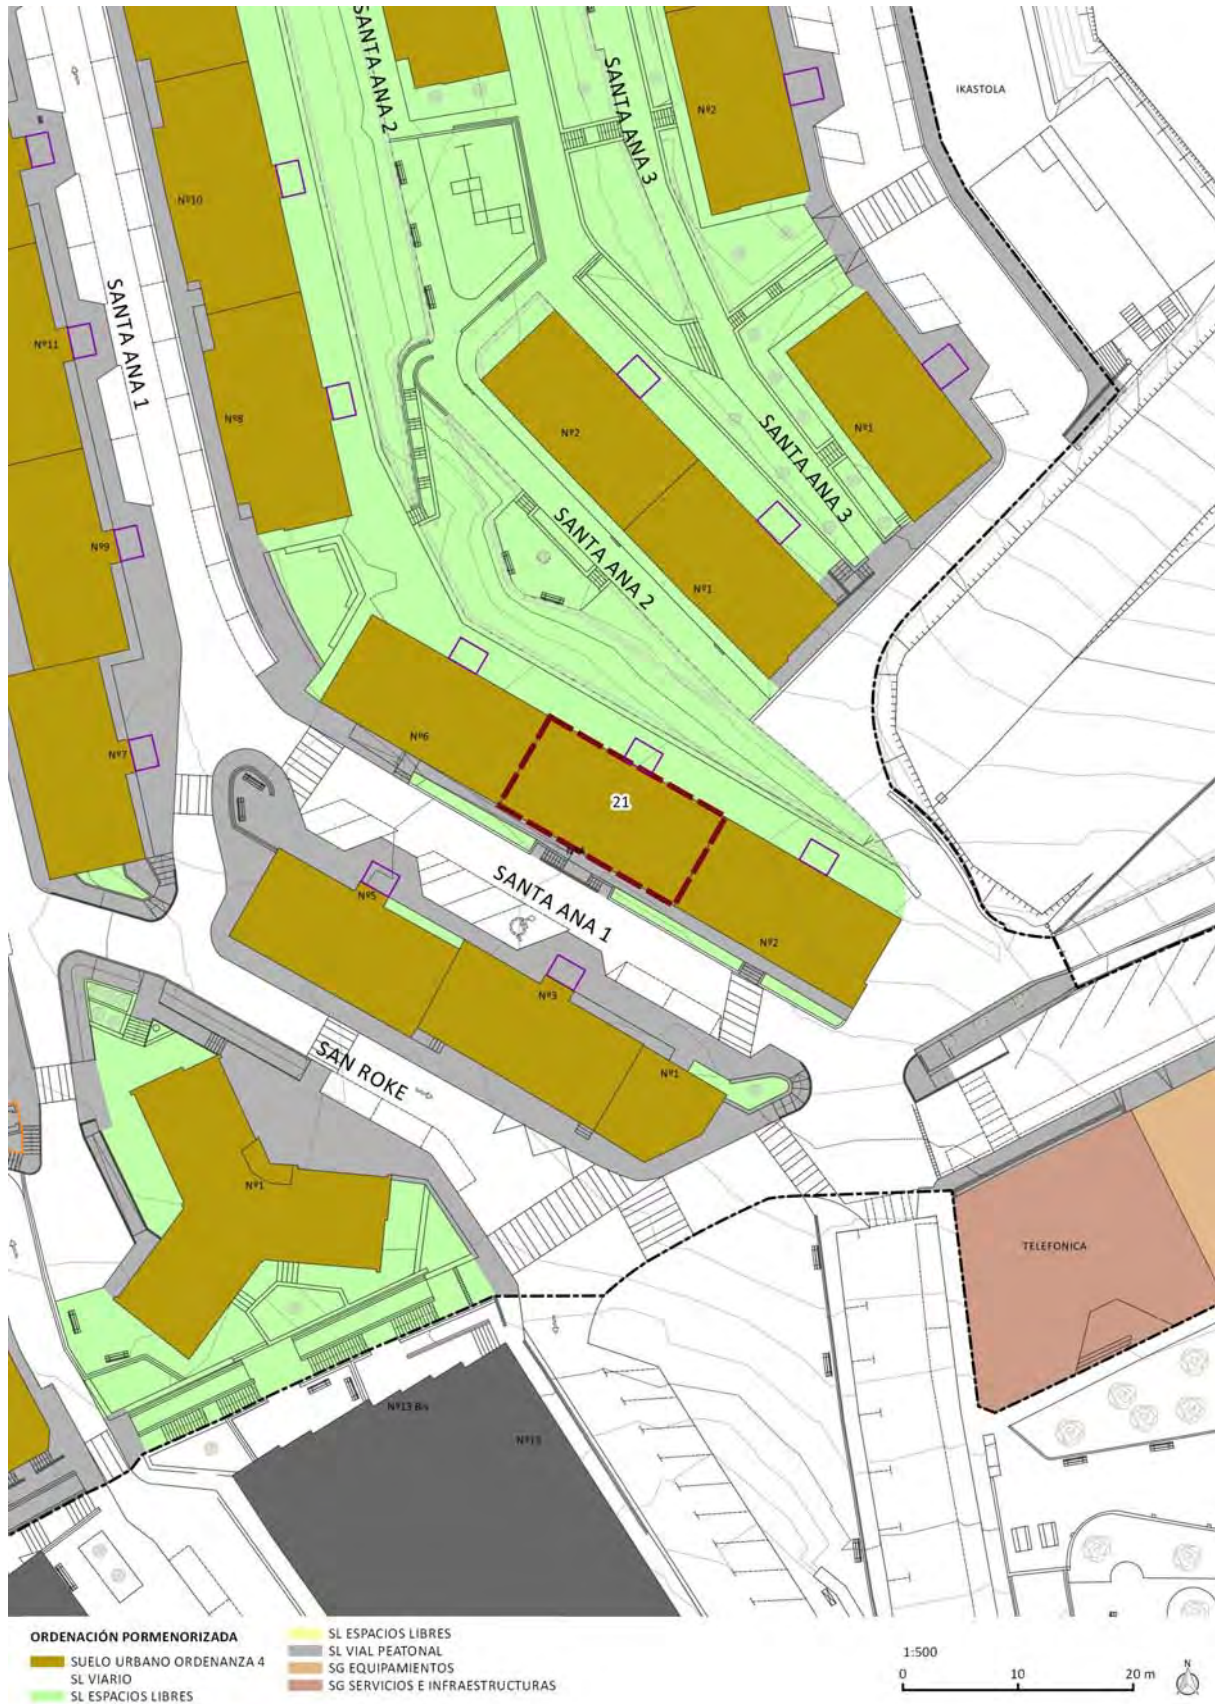 SANTA ANA 2
SANTA ANA 3
Nº2
IKASTOLA
Nº10
SANTA ANA 1
Nº11
Nº8
Nº2
Nº1
SANTA ANA 3
SANTA ANA 2
Nº9
Nº1
Nº7
Nº6
21
SANTA ANA 1
Nº5
Nº2
Nº3
SAN ROKE
Nº1
Nº1
TELEFONICA
Nº13 Bis
Nº13
ORDENACIÓN PORMENORIZADA
SUELO URBANO ORDENANZA 4
SL VIARIO
SL ESPACIOS LIBRES
SL ESPACIOS LIBRES
SL VIAL PEATONAL
SG EQUIPAMIENTOS
SG SERVICIOS E INFRAESTRUCTURAS
1:500
0 10 20 m
N